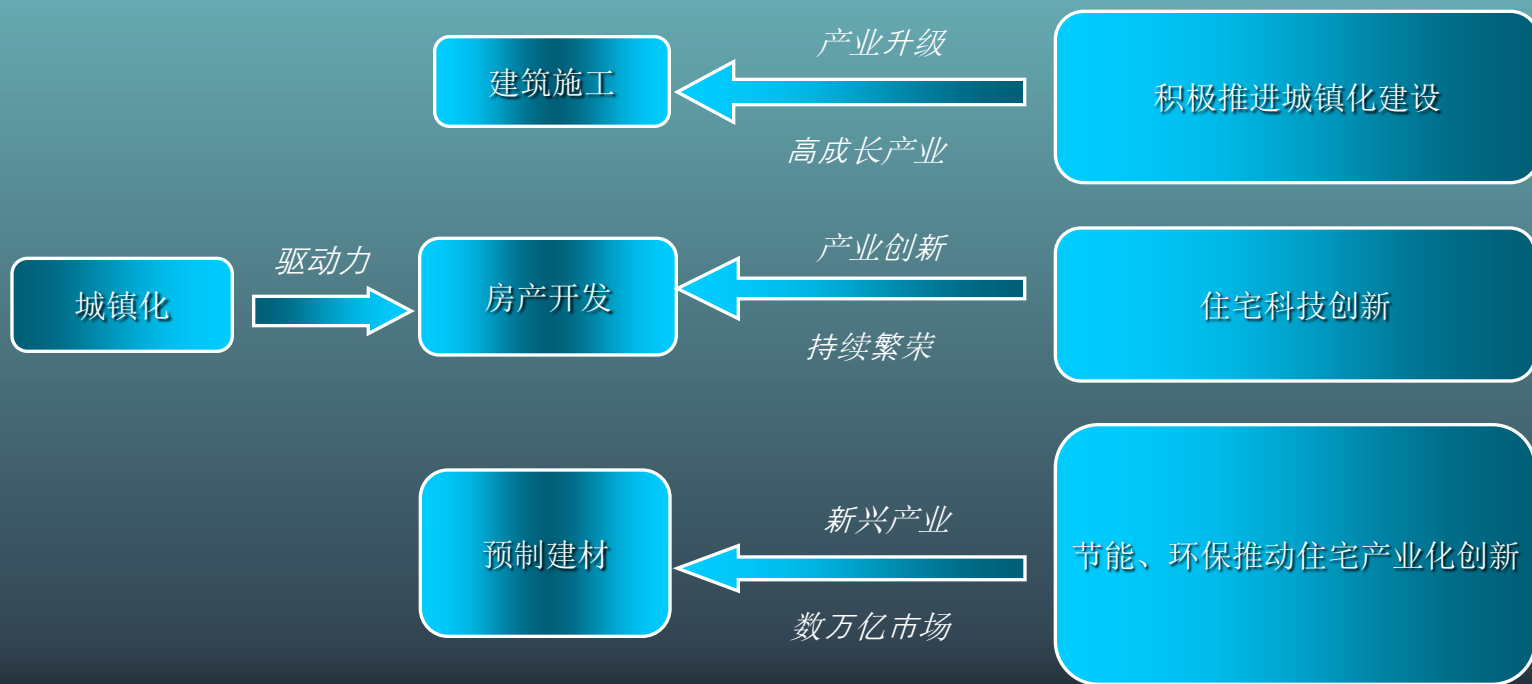 产业升级
建筑施工
积极推进城镇化建设
高成长产业
产业创新
驱动力
房产开发
城镇化
住宅科技创新
持续繁荣
新兴产业
预制建材
节能、环保推动住宅产业化创新
数万亿市场